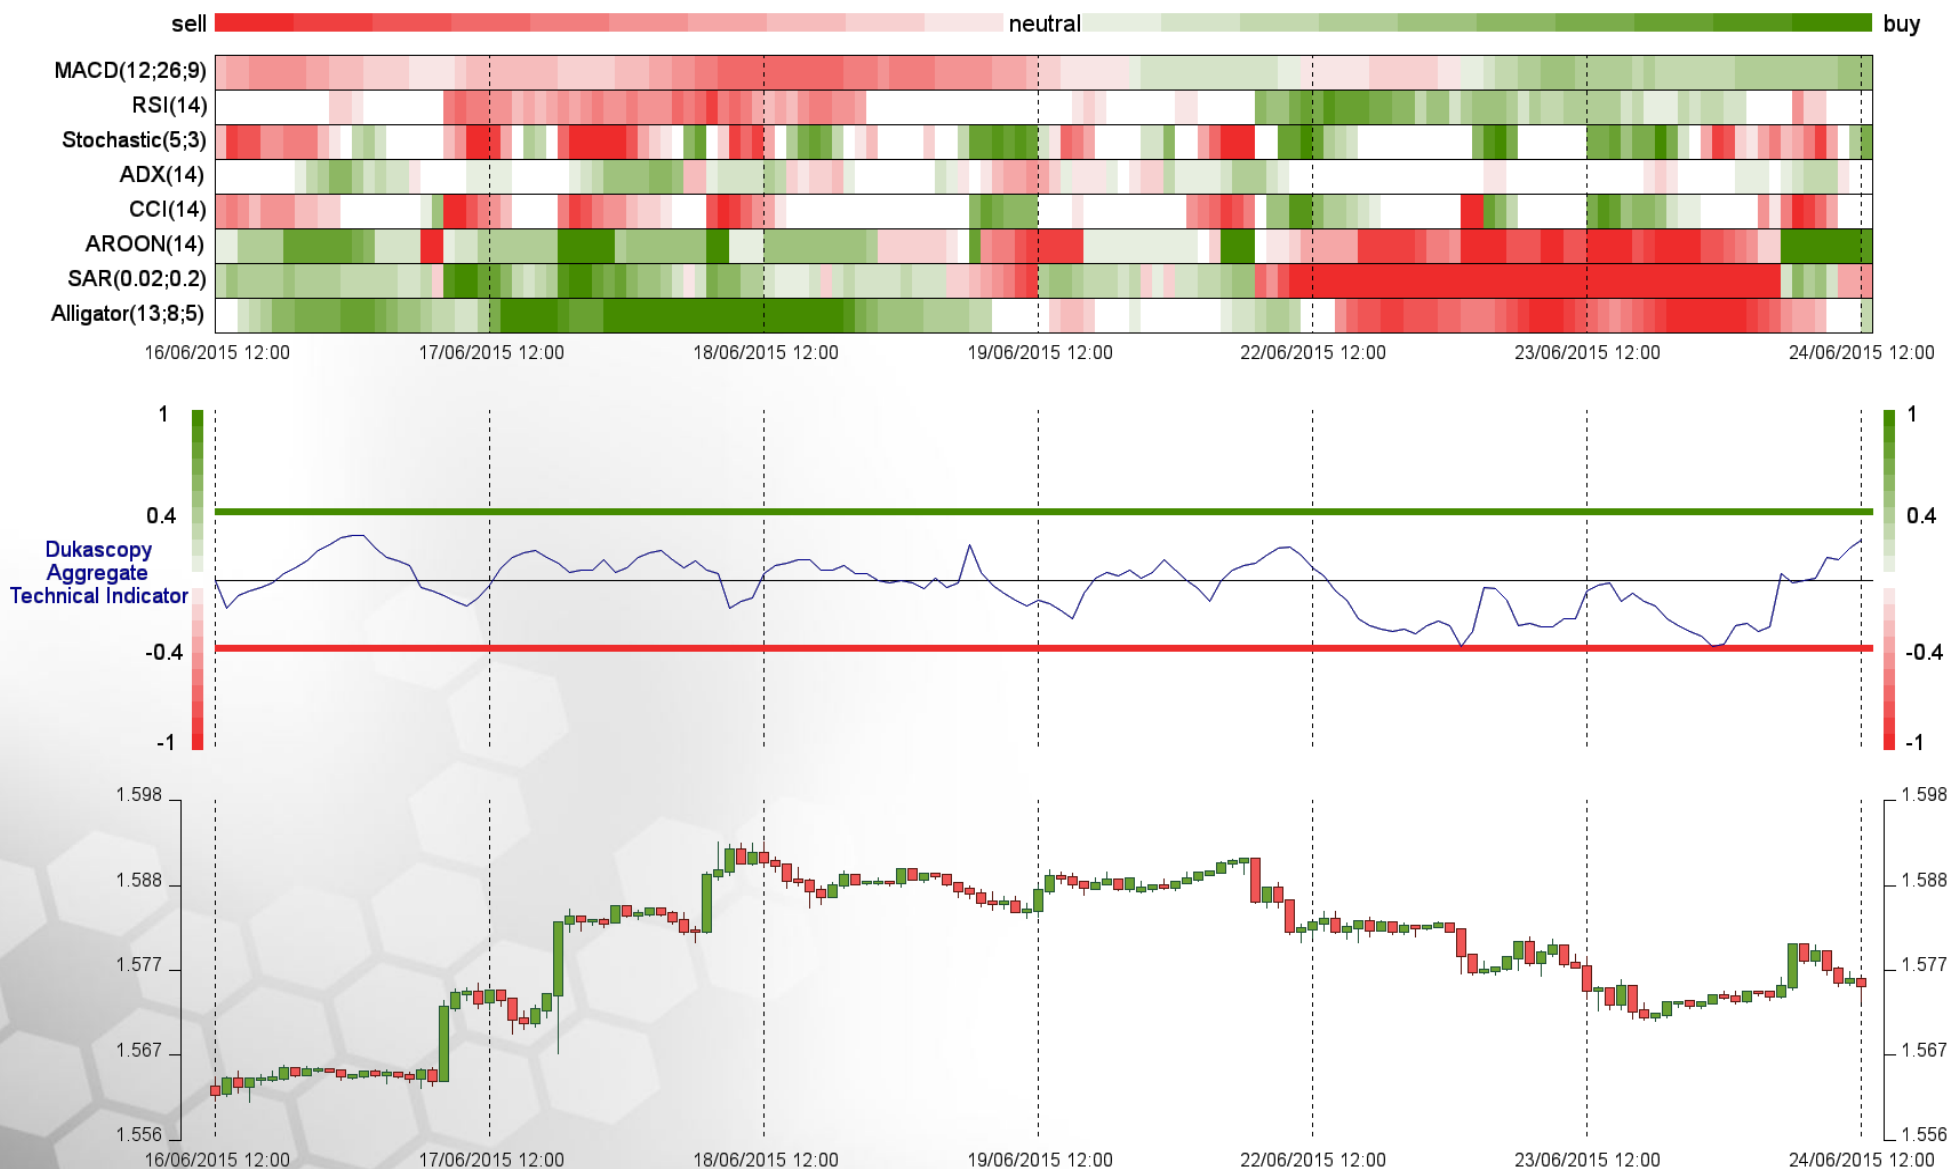 sell neutral buy
MACD(12;26;9)
RSI(14)
Stochastic(5;3)
ADX(14)
CCI(14)
AROON(14)
SAR(0.02;0.2)
Alligator(13;8;5)
16/06/2015 12:00 17/06/2015 12:00 18/06/2015 12:00 19/06/2015 12:00 22/06/2015 12:00 23/06/2015 12:00 24/06/2015 12:00
1 1
0.4 0.4
Dukascopy
Aggregate
Technical Indicator
-0.4 -0.4
-1 -1
1.598 1.598
1.588 1.588
1.577 1.577
1.567 1.567
1.556 1.556
16/06/2015 12:00 17/06/2015 12:00 18/06/2015 12:00 19/06/2015 12:00 22/06/2015 12:00 23/06/2015 12:00 24/06/2015 12:00